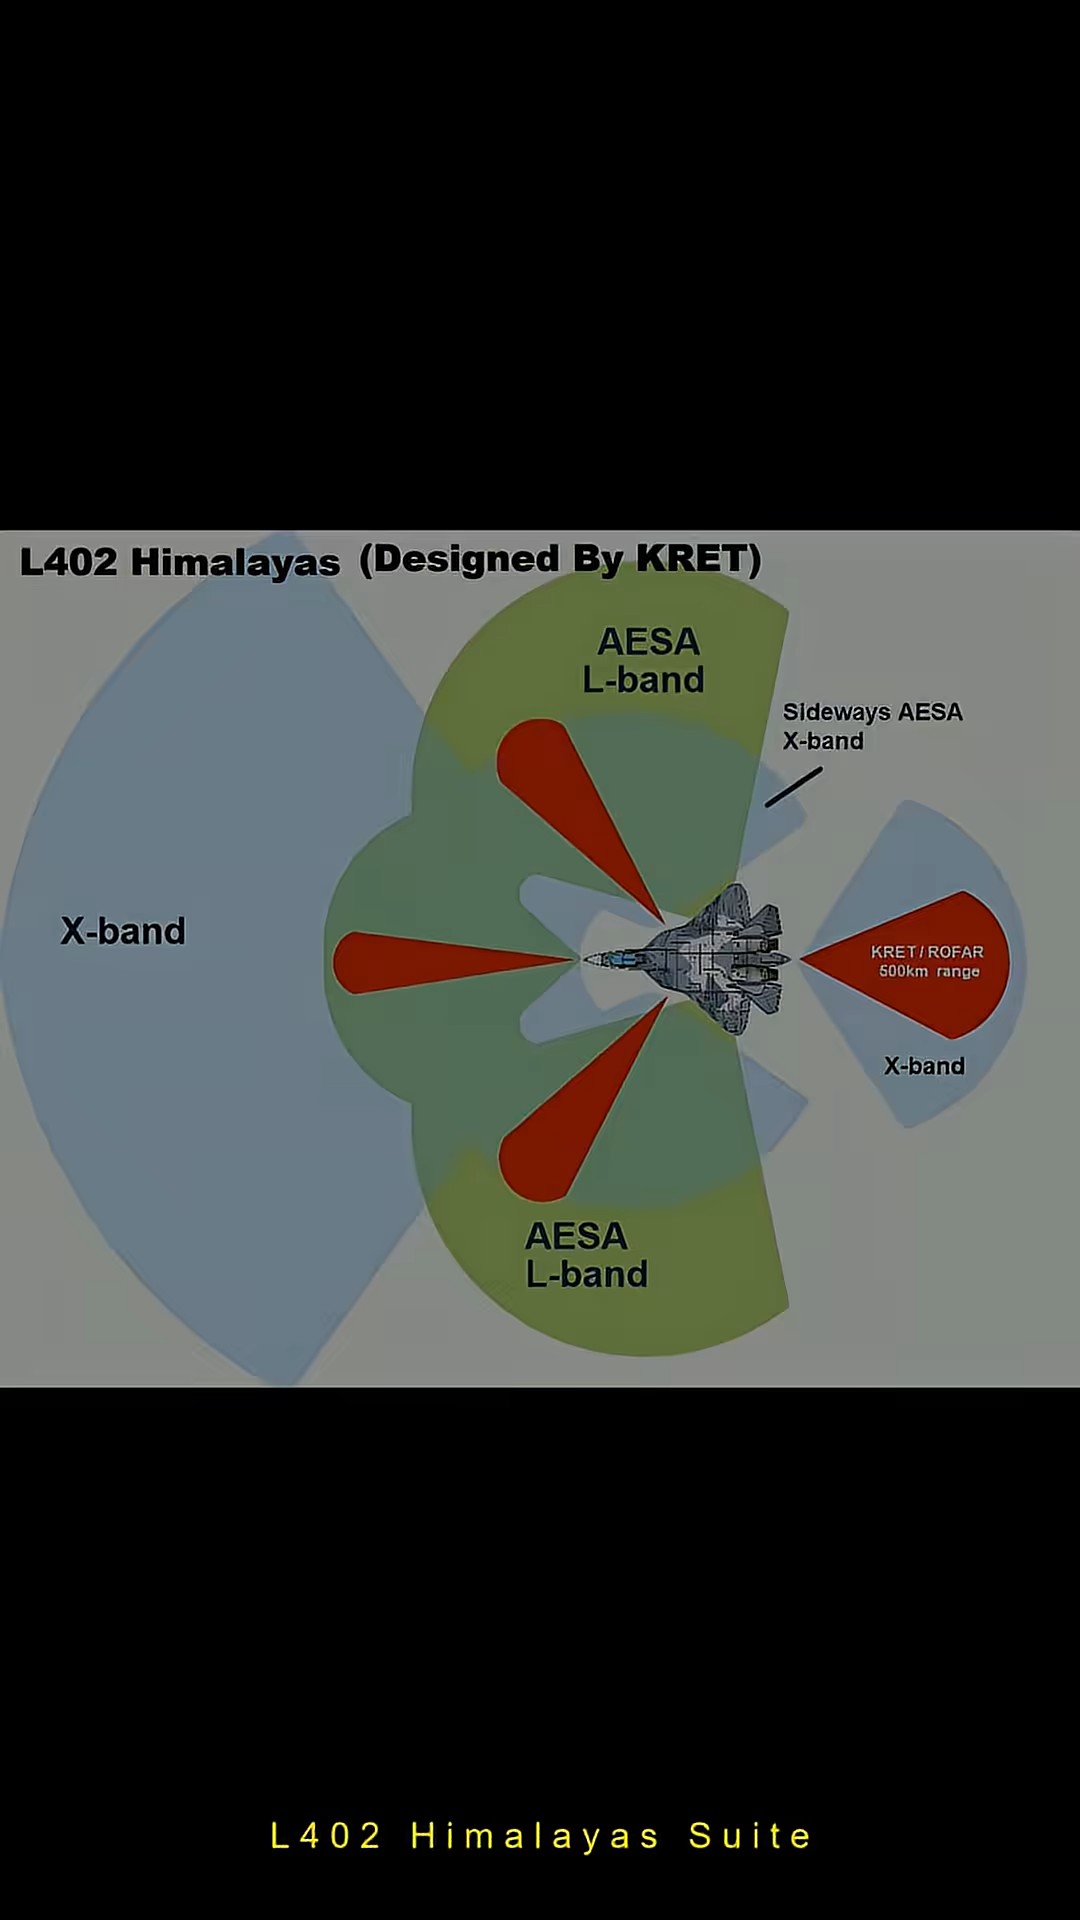 L402 Himalayas (Designed By KRET)
AESA
L-band
Sideways AESA
X-band
X-band
KRET / ROFAR
500km range
X-band
AESA
L-band
L402 Himalayas Suite